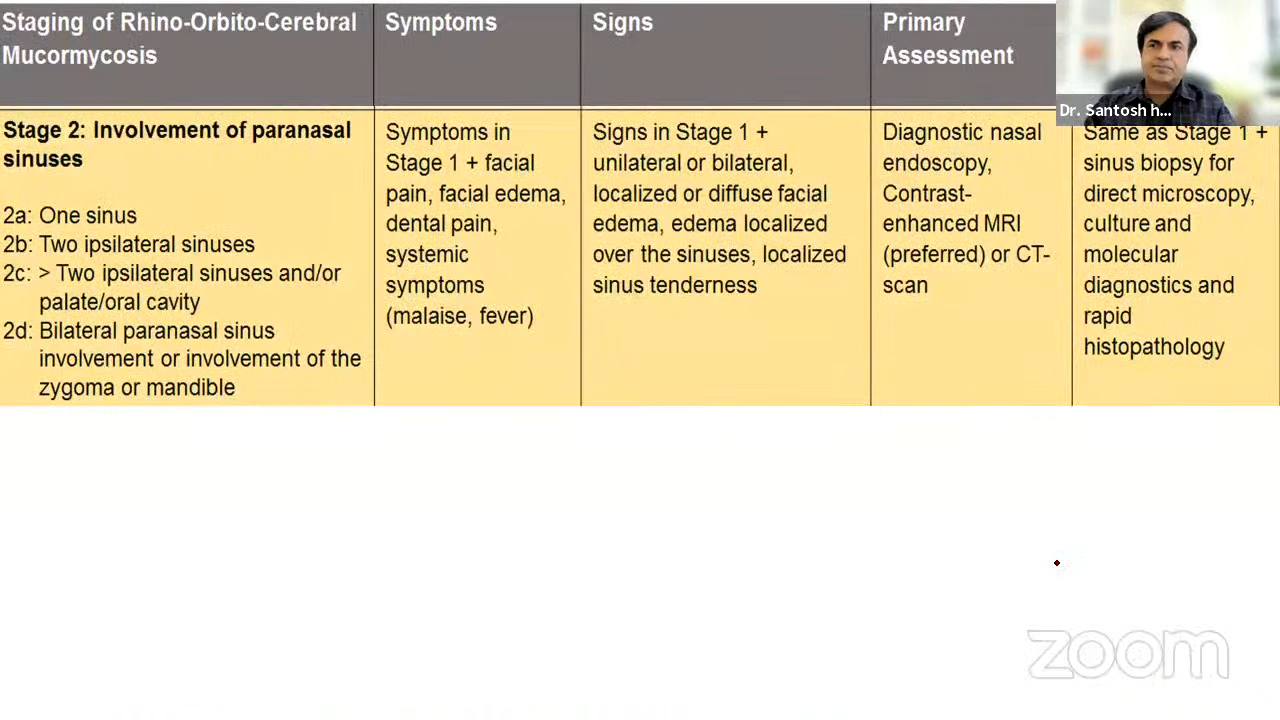 Staging of Rhino-Orbito-Cerebral
Mucormycosis
Symptoms
Signs
Primary
Assessment
Dr. Santosh h...
Stage 2: Involvement of paranasal
sinuses
2a: One sinus
2b: Two ipsilateral sinuses
2c: > Two ipsilateral sinuses and/or
palate/oral cavity
2d: Bilateral paranasal sinus
involvement or involvement of the
zygoma or mandible
Symptoms in
Stage 1 + facial
pain, facial edema,
dental pain,
systemic
symptoms
(malaise, fever)
Signs in Stage 1 +
unilateral or bilateral,
localized or diffuse facial
edema, edema localized
over the sinuses, localized
sinus tenderness
Diagnostic nasal
endoscopy,
Contrast-
enhanced MRI
(preferred) or CT-
scan
Same as Stage 1 +
sinus biopsy for
direct microscopy,
culture and
molecular
diagnostics and
rapid
histopathology
zoom